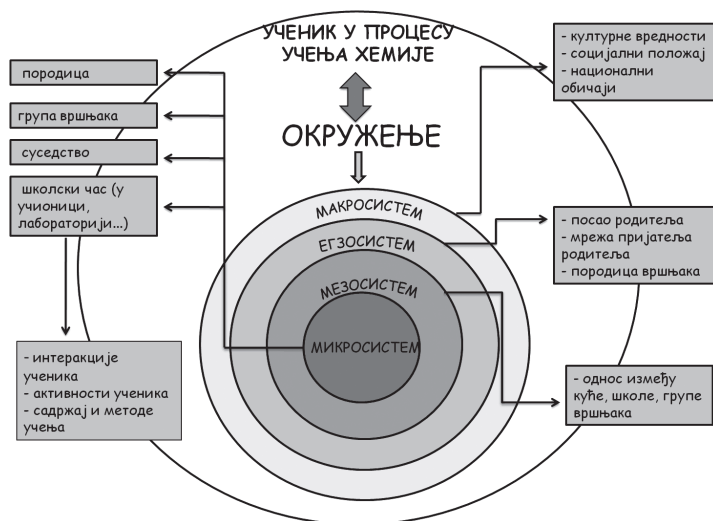 УЧЕНИК У ПРОЦЕСУ
УЧЕЊА ХЕМИЈЕ
ОКРУЖЕЊЕ
МАКРОСИСТЕМ
ЕГЗОСИСТЕМ
МЕЗОСИСТЕМ
МИКРОСИСТЕМ
породица
група вршњака
суседство
школски час (у
учионици,
лабораторији...)
- интеракције
ученика
- активности ученика
- садржај и методе
учења
- културне вредности
- социјални положај
- национални
обичаји
- посао родитеља
- мрежа пријатеља
родитеља
- породица вршњака
- однос између
куће, школе, групе
вршњака